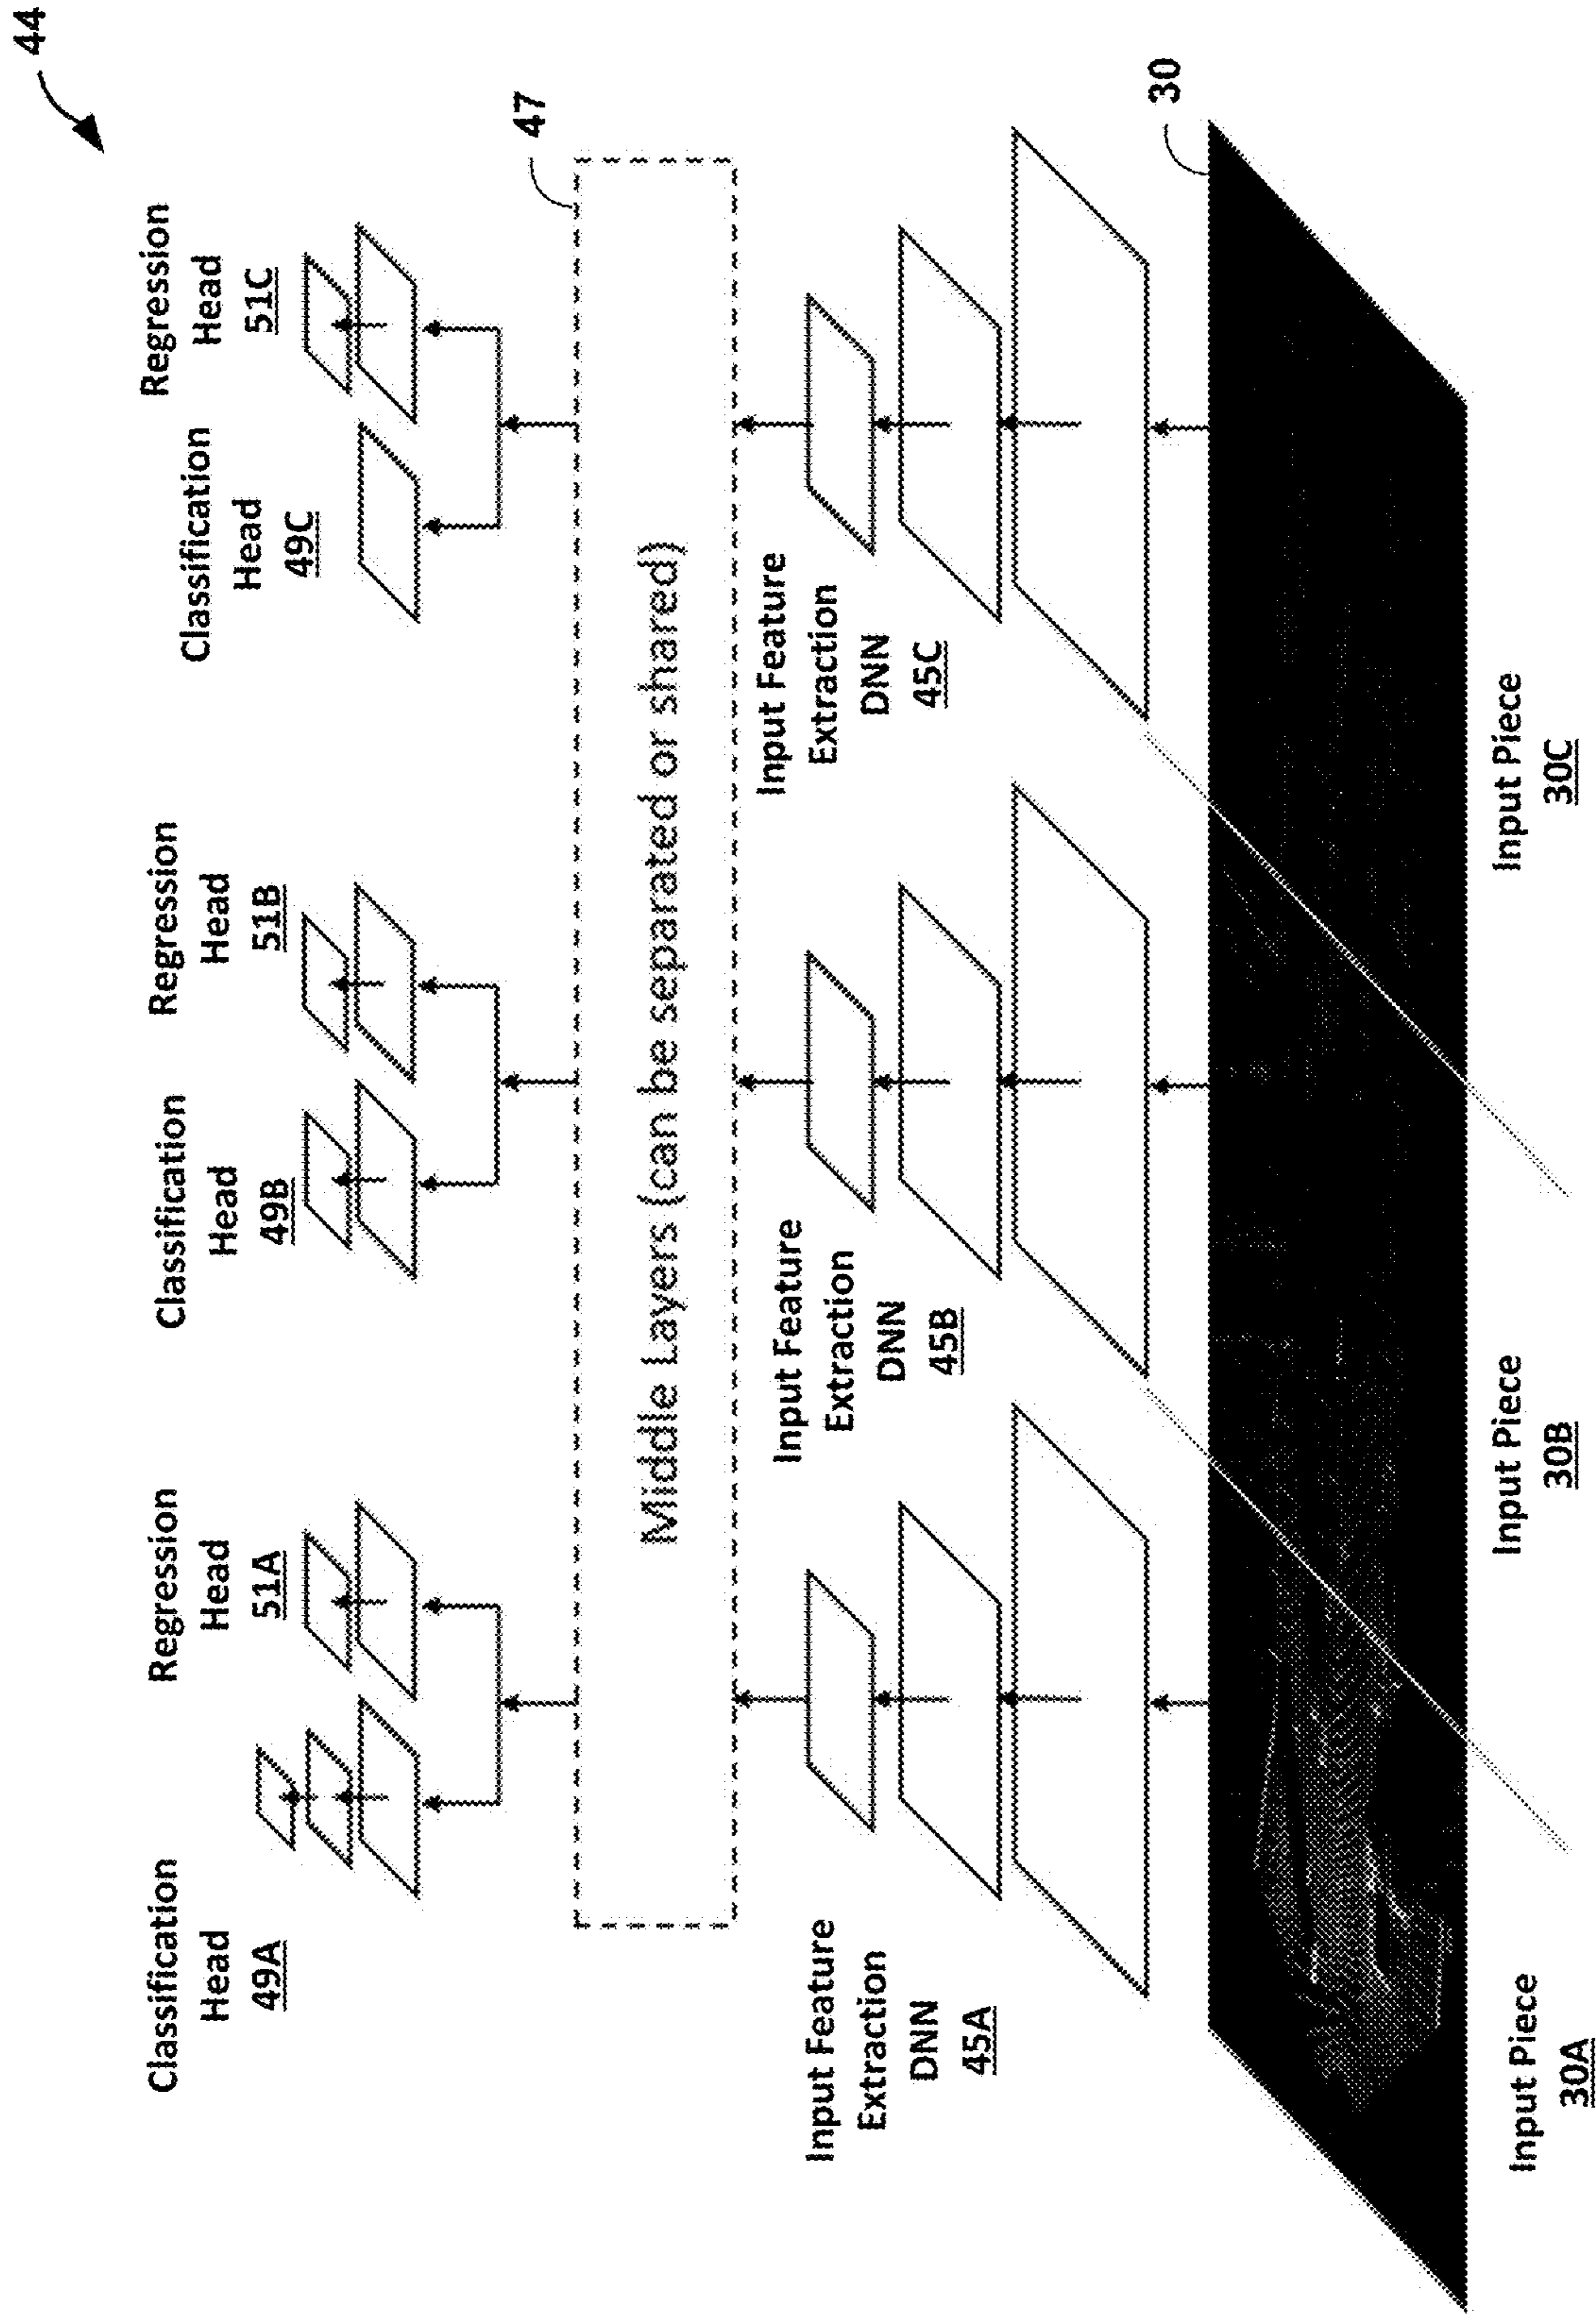 44
Classification
Head
49A
Regression
Head
51A
Classification
Head
49B
Regression
Head
51B
Classification
Head
49C
Regression
Head
51C
47
Middle Layers (can be separated or shared)
Input Feature
Extraction
DNN
45A
Input Feature
Extraction
DNN
45B
Input Feature
Extraction
DNN
45C
30
Input Piece
30A
Input Piece
30B
Input Piece
30C